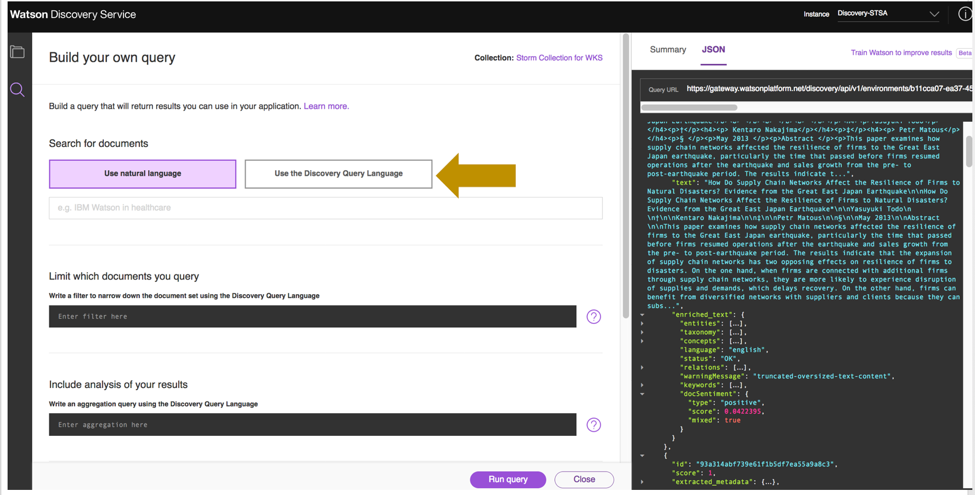 Watson Discovery Service
Instance Discovery-STSA
Build your own query
Collection: Storm Collection for WKS
Build a query that will return results you can use in your application. Learn more.
Search for documents
Use natural language
Use the Discovery Query Language
e.g. IBM Watson in healthcare
Limit which documents you query
Write a filter to narrow down the document set using the Discovery Query Language
Enter filter here
?
Include analysis of your results
Write an aggregation query using the Discovery Query Language
Enter aggregation here
?
Run query
Close
Summary JSON
Train Watson to improve results Beta
Query URL https://gateway.watsonplatform.net/discovery/api/v1/environments/b11cca07-ea37-45
</h4><p>†</p><h4><p> Kentaro Nakajima</p></h4><p>‡</p><h4><p> Petr Matous</p>
</h4><p>§ </p><p>May 2013 </p><p>Abstract </p><p>This paper examines how
supply chain networks affected the resilience of firms to the Great East
Japan earthquake, particularly the time that passed before firms resumed
operations after the earthquake and sales growth from the pre- to
post-earthquake period. The results indicate t...",
"text": "How Do Supply Chain Networks Affect the Resilience of Firms to
Natural Disasters? Evidence from the Great East Japan Earthquake\n\nHow Do
Supply Chain Networks Affect the Resilience of Firms to Natural Disasters?
Evidence from the Great East Japan Earthquake*\n\nYasuyuki Todo\n
\n†\n\nKentaro Nakajima\n\n‡\n\nPetr Matous\n\n§\n\nMay 2013\n\nAbstract
\n\nThis paper examines how supply chain networks affected the resilience of
firms to the Great East Japan earthquake, particularly the time that passed
before firms resumed operations after the earthquake and sales growth from
the pre- to post-earthquake period. The results indicate that the expansion
of supply chain networks has two opposing effects on resilience of firms to
disasters. On the one hand, when firms are connected with additional firms
through supply chain networks, they are more likely to experience disruption
of supplies and demands, which delays recovery. On the other hand, firms can
benefit from diversified networks with suppliers and clients because they can
subs...",
"enriched_text": {
"entities": [...],
"taxonomy": [...],
"concepts": [...],
"language": "english",
"status": "OK",
"relations": [...],
"warningMessage": "truncated-oversized-text-content",
"keywords": [...],
"docSentiment": {
"type": "positive",
"score": 0.0422395,
"mixed": true
}
}
},
{
"id": "93a314abf739e61f1b5df7ea55a9a8c3",
"score": 1,
"extracted_metadata": {...},